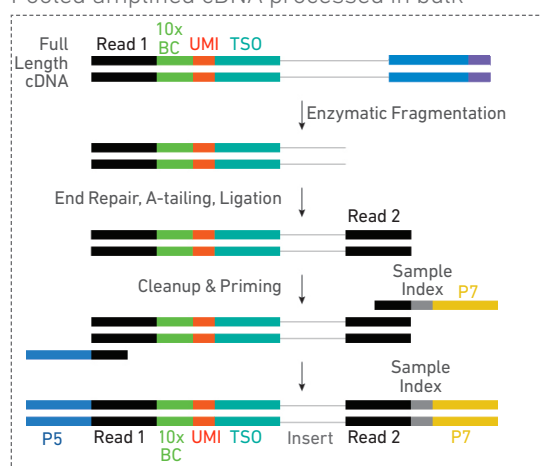 Pooled amplified cDNA processed in bulk
Full Length cDNA
Read 1
10x BC
UMI
TSO
Enzymatic Fragmentation
End Repair, A-tailing, Ligation
Read 2
Cleanup & Priming
Sample Index
P7
Sample Index
P5
Read 1
10x BC
UMI
TSO
Insert
Read 2
P7